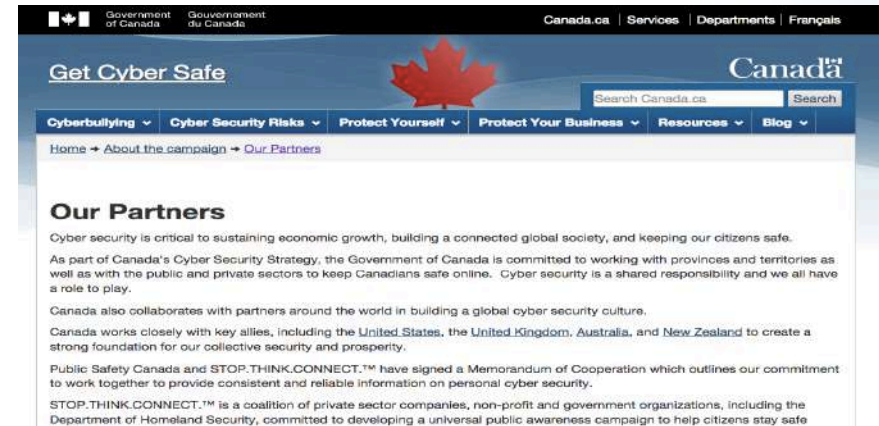 Government of Canada Gouvernement du Canada
Canada.ca | Services | Departments | Français
Get Cyber Safe
Canada
Search Canada.ca Search
Cyberbullying Cyber Security Risks Protect Yourself Protect Your Business Resources Blog
Home → About the campaign → Our Partners
Our Partners
Cyber security is critical to sustaining economic growth, building a connected global society, and keeping our citizens safe.
As part of Canada's Cyber Security Strategy, the Government of Canada is committed to working with provinces and territories as
well as with the public and private sectors to keep Canadians safe online. Cyber security is a shared responsibility and we all have
a role to play.
Canada also collaborates with partners around the world in building a global cyber security culture.
Canada works closely with key allies, including the United States, the United Kingdom, Australia, and New Zealand to create a
strong foundation for our collective security and prosperity.
Public Safety Canada and STOP.THINK.CONNECT.™ have signed a Memorandum of Cooperation which outlines our commitment
to work together to provide consistent and reliable information on personal cyber security.
STOP.THINK.CONNECT.™ is a coalition of private sector companies, non-profit and government organizations, including the
Department of Homeland Security, committed to developing a universal public awareness campaign to help citizens stay safe